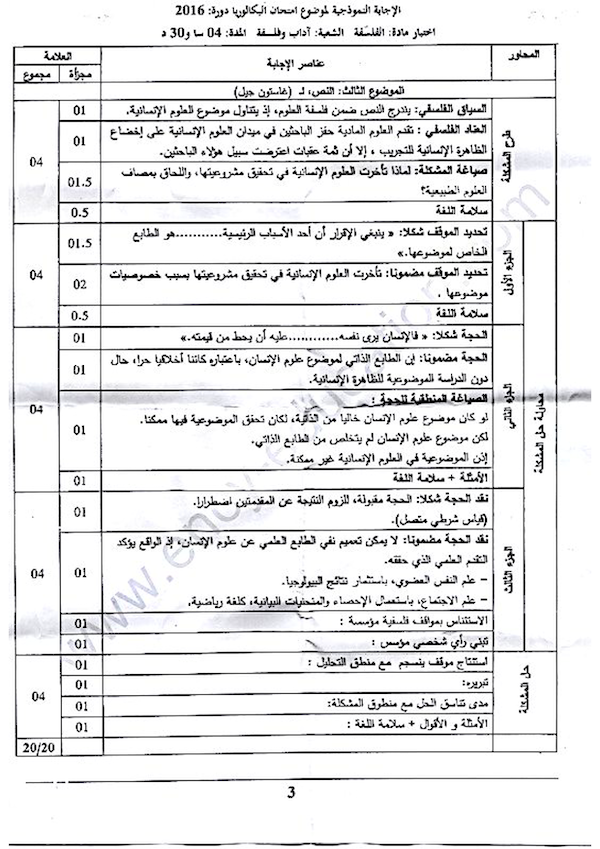 الإجابة النموذجية لموضوع امتحان البكالوريا دورة: 2016
اختبار مادة: الفلسفة الشعبة: آداب وفلسفة المدة: 04 سا و30 د
المحاور عناصر الإجابة العلامة
مجزأة مجموع
الموضوع الثالث: النص، لـ (غاستون جيل)
طرح المشكلة
السياق الفلسفي: يندرج النص ضمن فلسفة العلوم، إذ يتناول موضوع العلوم الإنسانية. 01
العناد الفلسفي : تقدم العلوم المادية حفز الباحثين في ميدان العلوم الإنسانية على إخضاع
الظاهرة الإنسانية للتجريب ، إلا أن ثمة عقبات اعترضت سبيل هؤلاء الباحثين. 01
صياغة المشكلة: لماذا تأخرت العلوم الإنسانية في تحقيق مشروعيتها، واللحاق بمصاف
العلوم الطبيعية؟ 01.5
سلامة اللغة 0.5
04
محاولة حل المشكلة
الجزء الأول
تحديد الموقف شكلا: « ينبغي الإقرار أن أحد الأسباب الرئيسية...........هو الطابع
الخاص لموضوعها.» 01.5
تحديد الموقف مضمونا: تأخرت العلوم الإنسانية في تحقيق مشروعيتها بسبب خصوصيات
موضوعها . 02
سلامة اللغة 0.5
04
الجزء الثاني
الحجة شكلا: « فالإنسان يرى نفسه............عليه أن يحط من قيمته.» 01
الحجة مضمونا: إن الطابع الذاتي لموضوع علوم الإنسان، باعتباره كائنا أخلاقيا حرا، حال
دون الدراسة الموضوعية للظاهرة الإنسانية. 01
الصياغة المنطقية للحجة :
لو كان موضوع علوم الإنسان خاليا من الذاتية، لكان تحقق الموضوعية فيها ممكنا.
لكن موضوع علوم الإنسان لم يتخلص من الطابع الذاتي.
إذن الموضوعية في العلوم الإنسانية غير ممكنة. 01
الأمثلة + سلامة اللغة 01
04
الجزء الثالث
نقد الحجة شكلا: الحجة مقبولة، للزوم النتيجة عن المقدمتين اضطرارا.
(قياس شرطي متصل). 01
نقد الحجة مضمونا: لا يمكن تعميم نفي الطابع العلمي عن علوم الإنسان، إذ الواقع يؤكد
التقدم العلمي الذي حققه.
– علم النفس العضوي، باستثمار نتائج البيولوجيا.
– علم الاجتماع، باستعمال الإحصاء والمنحنيات البيانية، كلغة رياضية. 01
الاستئناس بمواقف فلسفية مؤسسة : 01
تبني رأي شخصي مؤسس : 01
04
حل المشكلة
استنتاج موقف ينسجم مع منطق التحليل : 01
تبريره: 01
مدى تناسق الحل مع منطوق المشكلة: 01
الأمثلة و الأقوال + سلامة اللغة : 01
04
20/20
3